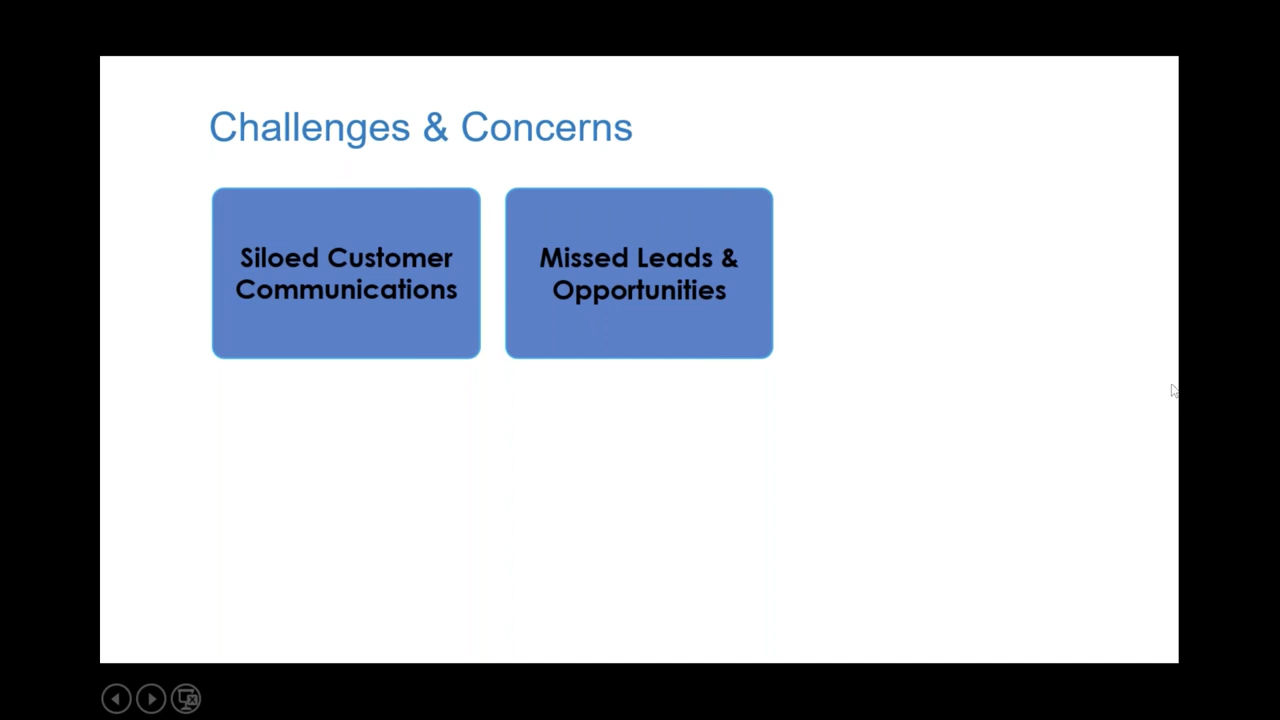 Challenges & Concerns
Siloed Customer
Communications
Missed Leads &
Opportunities